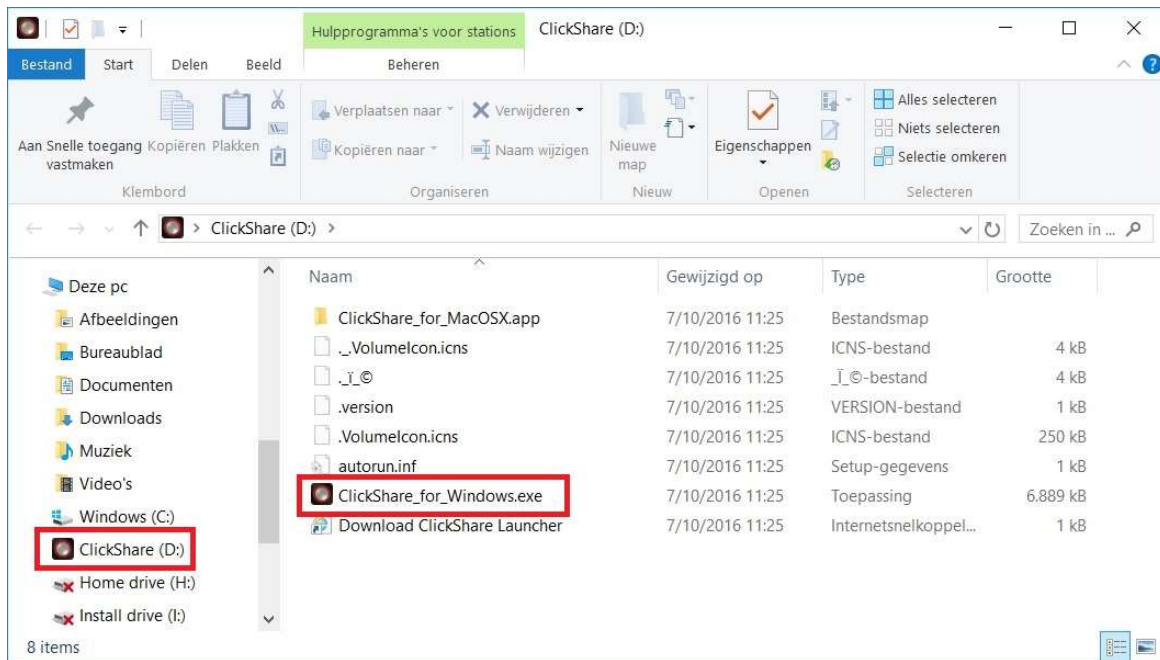 Hulpprogramma's voor stations
ClickShare (D:)
Bestand Start Delen Beeld Beheren
Aan Snelle toegang vastmaken
Kopiëren
Plakken
Klembord
Verplaatsen naar
Kopiëren naar
Verwijderen
Naam wijzigen
Organiseren
Nieuwe map
Nieuw
Eigenschappen
Openen
Alles selecteren
Niets selecteren
Selectie omkeren
Selecteren
ClickShare (D:)
Zoeken in ...
Deze pc
Afbeeldingen
Bureaublad
Documenten
Downloads
Muziek
Video's
Windows (C:)
ClickShare (D:)
Home drive (H:)
Install drive (I:)
Naam Gewijzigd op Type Grootte
ClickShare_for_MacOSX.app 7/10/2016 11:25 Bestandsmap
._.VolumeIcon.icns 7/10/2016 11:25 ICNS-bestand 4 kB
._ï_© 7/10/2016 11:25 _Ï_©-bestand 4 kB
.version 7/10/2016 11:25 VERSION-bestand 1 kB
.VolumeIcon.icns 7/10/2016 11:25 ICNS-bestand 250 kB
autorun.inf 7/10/2016 11:25 Setup-gegevens 1 kB
ClickShare_for_Windows.exe 7/10/2016 11:25 Toepassing 6.889 kB
Download ClickShare Launcher 7/10/2016 11:25 Internetsnelkoppel... 1 kB
8 items